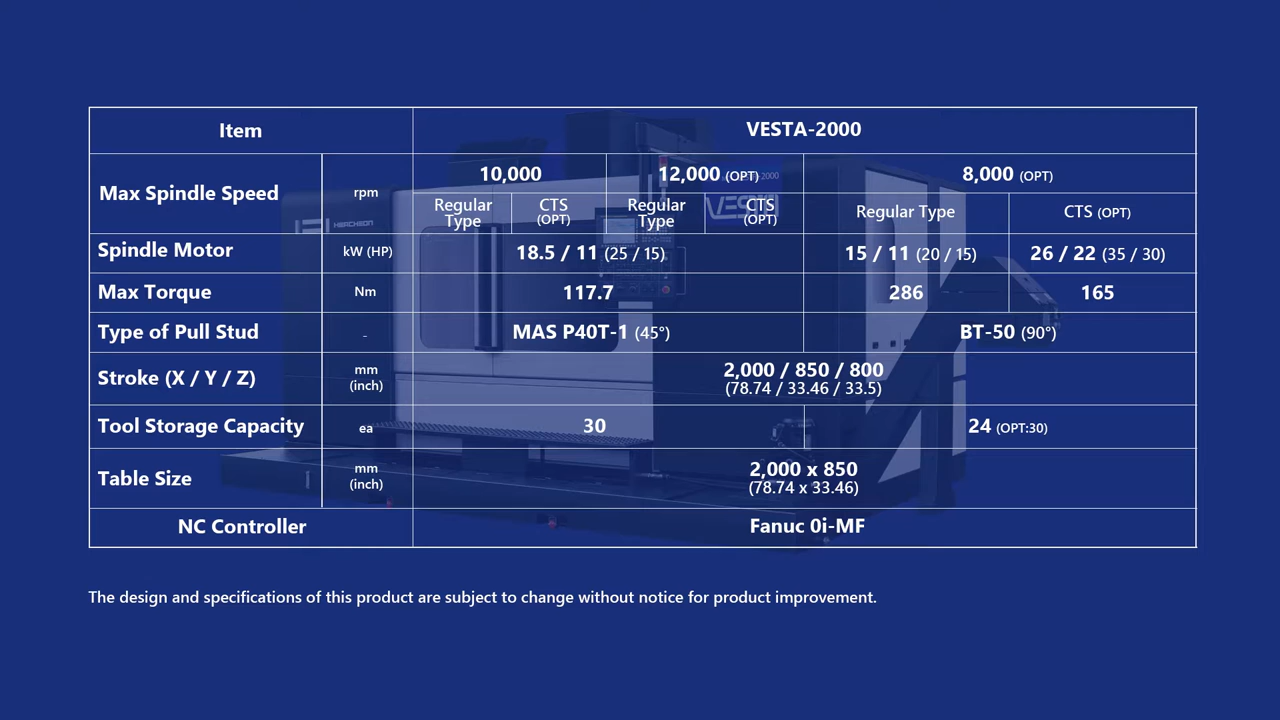 Item
VESTA-2000
Max Spindle Speed
rpm
10,000
12,000 (OPT)
8,000 (OPT)
Regular
Type
CTS
(OPT)
Regular
Type
CTS
(OPT)
Regular Type
CTS (OPT)
Spindle Motor
kW (HP)
18.5 / 11 (25 / 15)
15 / 11 (20 / 15)
26 / 22 (35 / 30)
Max Torque
Nm
117.7
286
165
Type of Pull Stud
-
MAS P40T-1 (45°)
BT-50 (90°)
Stroke (X / Y / Z)
mm
(inch)
2,000 / 850 / 800
(78.74 / 33.46 / 33.5)
Tool Storage Capacity
ea
30
24 (OPT:30)
Table Size
mm
(inch)
2,000 x 850
(78.74 x 33.46)
NC Controller
Fanuc 0i-MF
The design and specifications of this product are subject to change without notice for product improvement.